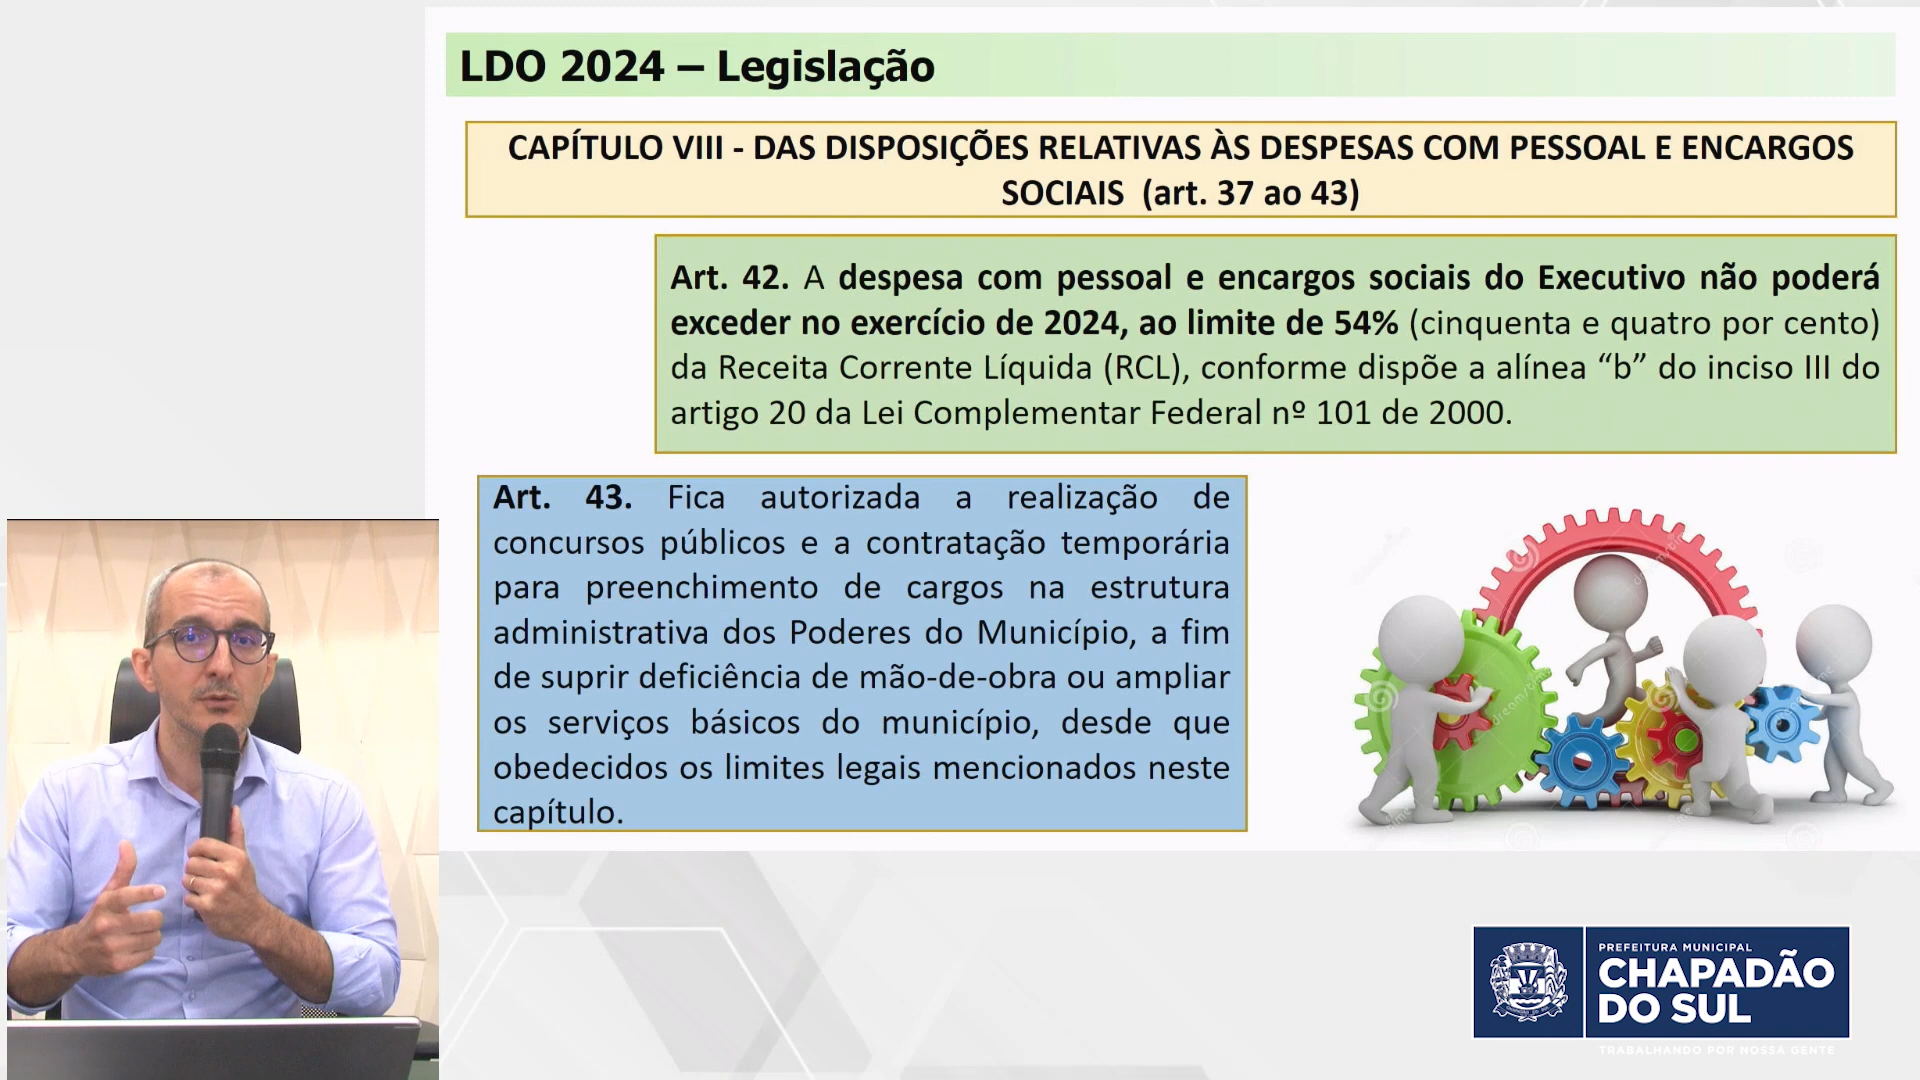 LDO 2024 – Legislação
CAPÍTULO VIII - DAS DISPOSIÇÕES RELATIVAS ÀS DESPESAS COM PESSOAL E ENCARGOS
SOCIAIS (art. 37 ao 43)
Art. 42. A despesa com pessoal e encargos sociais do Executivo não poderá
exceder no exercício de 2024, ao limite de 54% (cinquenta e quatro por cento)
da Receita Corrente Líquida (RCL), conforme dispõe a alínea “b” do inciso III do
artigo 20 da Lei Complementar Federal nº 101 de 2000.
Art. 43. Fica autorizada a realização de
concursos públicos e a contratação temporária
para preenchimento de cargos na estrutura
administrativa dos Poderes do Município, a fim
de suprir deficiência de mão-de-obra ou ampliar
os serviços básicos do município, desde que
obedecidos os limites legais mencionados neste
capítulo.
PREFEITURA MUNICIPAL
CHAPADÃO
DO SUL
TRABALHANDO POR NOSSA GENTE